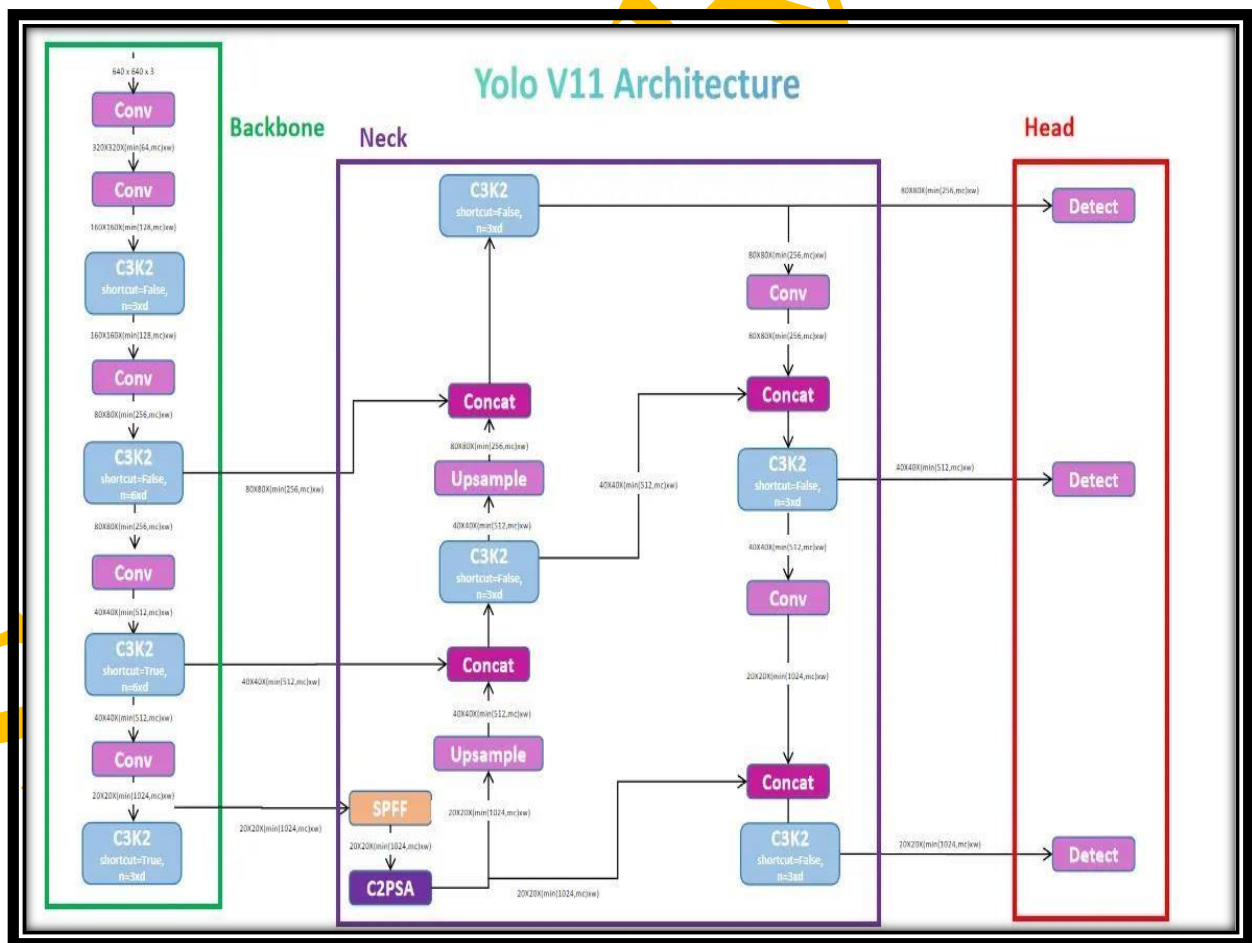 Yolo V11 Architecture
Backbone
640 x 640 x 3
Conv
320X320X(min(64,mc)xw)
Conv
160X160X(min(128,mc)xw)
C3K2
shortcut=False,
n=3xd
160X160X(min(128,mc)xw)
Conv
80X80X(min(256,mc)xw)
C3K2
shortcut=False,
n=6xd
80X80X(min(256,mc)xw)
Conv
40X40X(min(512,mc)xw)
C3K2
shortcut=True,
n=6xd
40X40X(min(512,mc)xw)
Conv
20X20X(min(1024,mc)xw)
C3K2
shortcut=True,
n=3xd
80X80X(min(256,mc)xw)
40X40X(min(512,mc)xw)
20X20X(min(1024,mc)xw)
Neck
C3K2
shortcut=False,
n=3xd
Concat
80X80X(min(256,mc)xw)
Upsample
40X40X(min(512,mc)xw)
C3K2
shortcut=False,
n=3xd
Concat
40X40X(min(512,mc)xw)
Upsample
20X20X(min(1024,mc)xw)
SPFF
20X20X(min(1024,mc)xw)
C2PSA
20X20X(min(1024,mc)xw)
40X40X(min(512,mc)xw)
80X80X(min(256,mc)xw)
Conv
80X80X(min(256,mc)xw)
Concat
C3K2
shortcut=False,
n=3xd
40X40X(min(512,mc)xw)
Conv
20X20X(min(1024,mc)xw)
Concat
C3K2
shortcut=False,
n=3xd
Head
80X80X(min(256,mc)xw)
Detect
40X40X(min(512,mc)xw)
Detect
20X20X(min(1024,mc)xw)
Detect